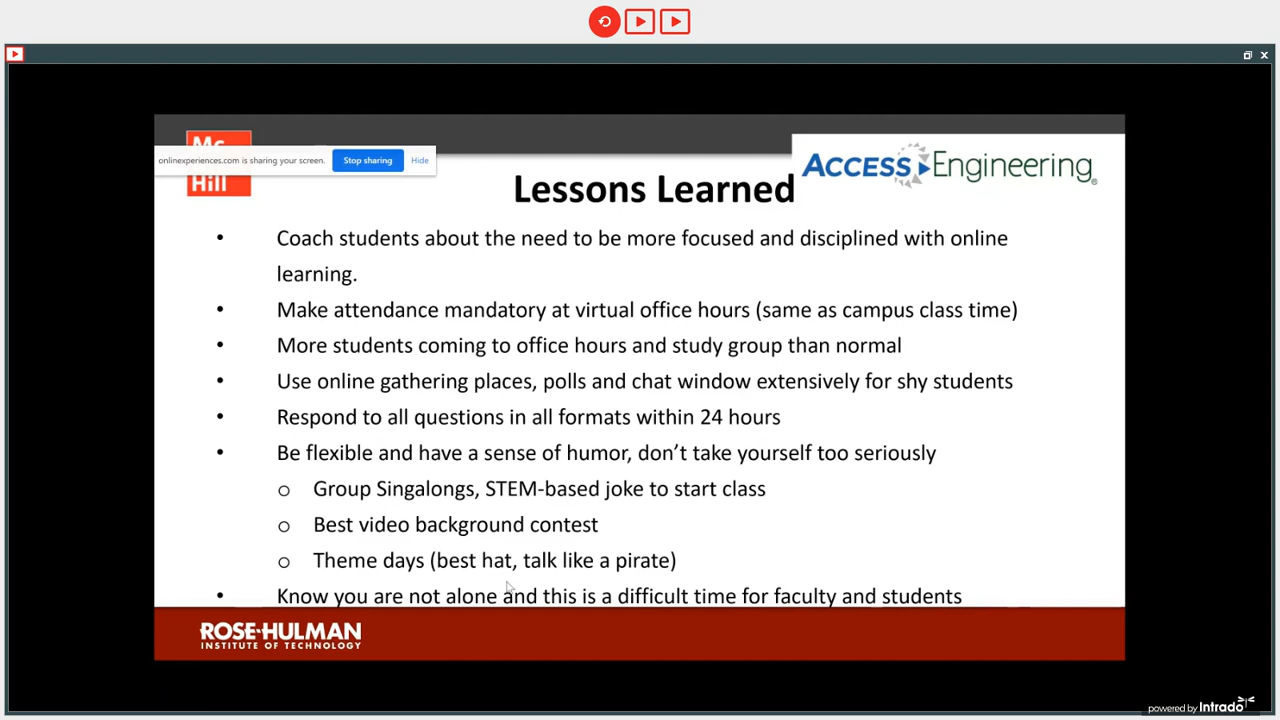 Mc
onlinexperiences.com is sharing your screen. Stop sharing Hide
Hill
ACCESS Engineering®
Lessons Learned
• Coach students about the need to be more focused and disciplined with online
learning.
• Make attendance mandatory at virtual office hours (same as campus class time)
• More students coming to office hours and study group than normal
• Use online gathering places, polls and chat window extensively for shy students
• Respond to all questions in all formats within 24 hours
• Be flexible and have a sense of humor, don’t take yourself too seriously
o Group Singalongs, STEM-based joke to start class
o Best video background contest
o Theme days (best hat, talk like a pirate)
• Know you are not alone and this is a difficult time for faculty and students
ROSE-HULMAN
INSTITUTE OF TECHNOLOGY
powered by Intrado